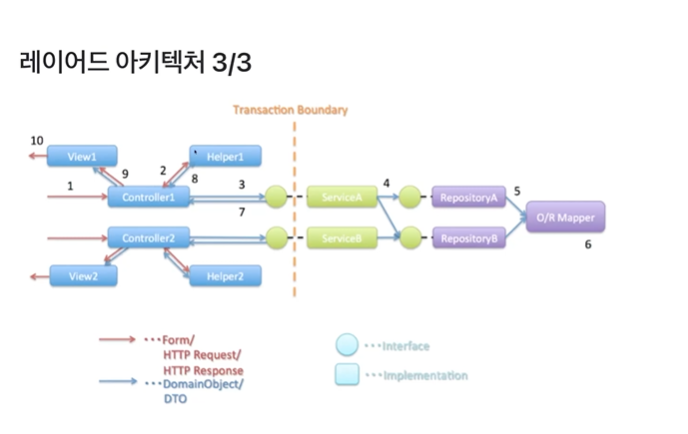 레이어드 아키텍처 3/3
Transaction Boundary
10
View1
Helper1
1
9
2
8
3
4
5
Controller1
ServiceA
RepositoryA
7
O/R Mapper
6
Controller2
ServiceB
RepositoryB
View2
Helper2
···Form/
HTTP Request/
HTTP Response
···DomainObject/
DTO
···Interface
···Implementation